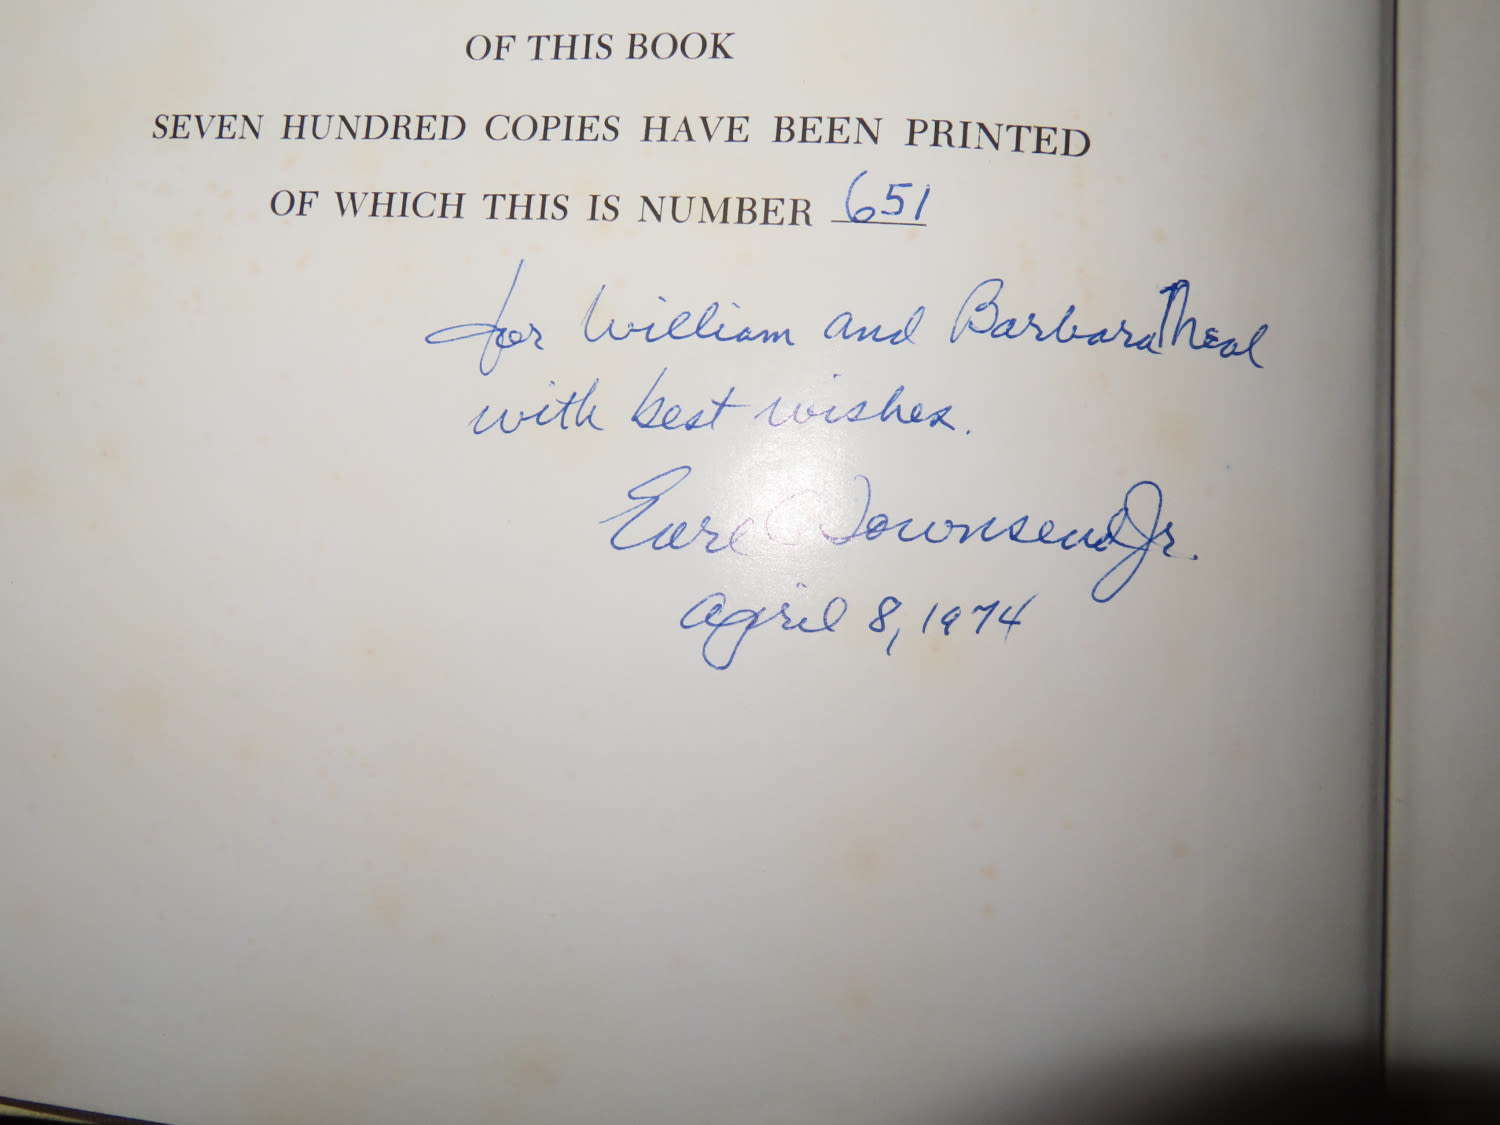 OF THIS BOOK
SEVEN HUNDRED COPIES HAVE BEEN PRINTED
OF WHICH THIS IS NUMBER 651
for William and Barbara Neal
with best wishes.
Earl Townsend Jr.
April 8, 1974